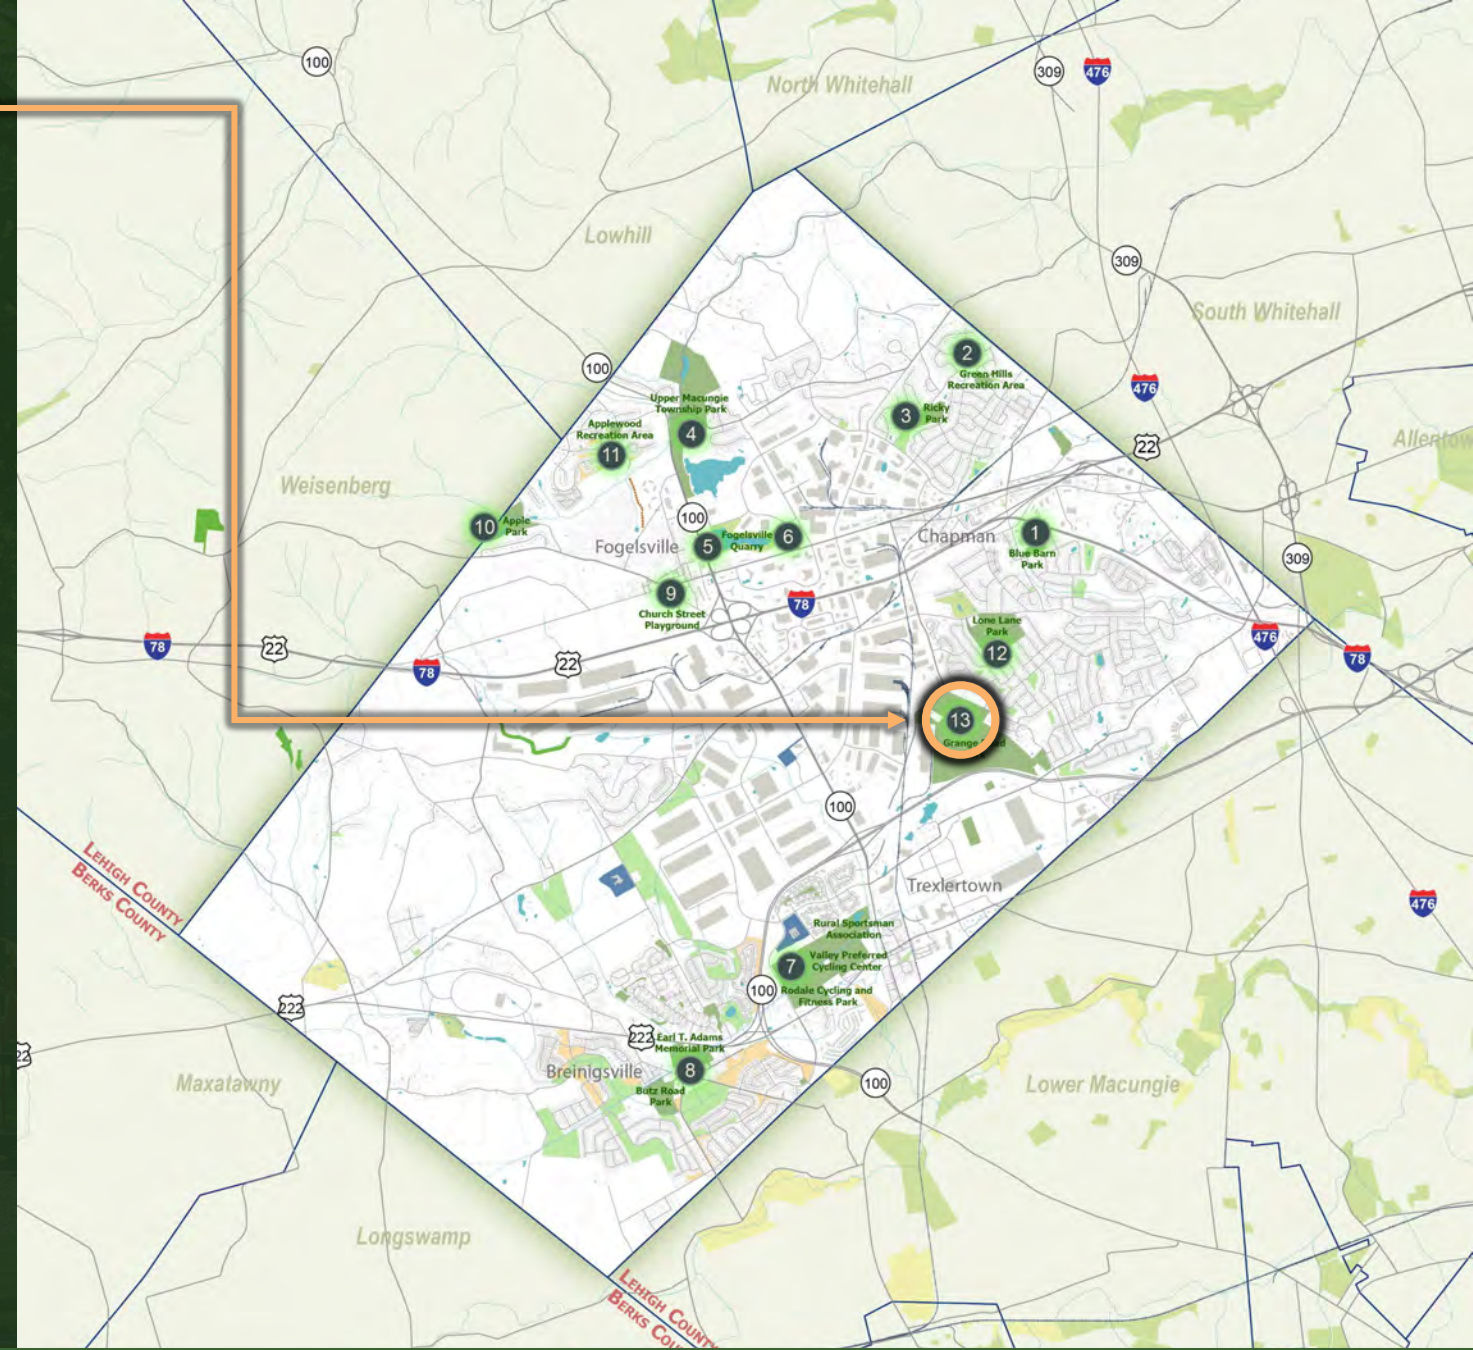 100
North Whitehall
309
476
Lowhill
309
South Whitehall
100
2
Green Hills
Recreation Area
476
Upper Macungie
Township Park
3
Ricky
Park
Applewood
Recreation Area
4
22
11
Weisenberg
100
10
Apple
Park
Fogelsville
5
Fogelsville
Quarry
6
Chapman
1
Blue Barn
Park
309
9
Church Street
Playground
78
Lone Lane
Park
12
476
78
22
78
22
78
13
Grange
100
LEHIGH COUNTY
BERKS COUNTY
Trexlertown
476
Rural Sportsman
Association
7
Valley Preferred
Cycling Center
100
Rodale Cycling and
Fitness Park
222
222
Earl T. Adams
Memorial Park
Breinigsville
8
Butz Road
Park
Maxatawny
100
Lower Macungie
Longswamp
LEHIGH COUNTY
BERKS